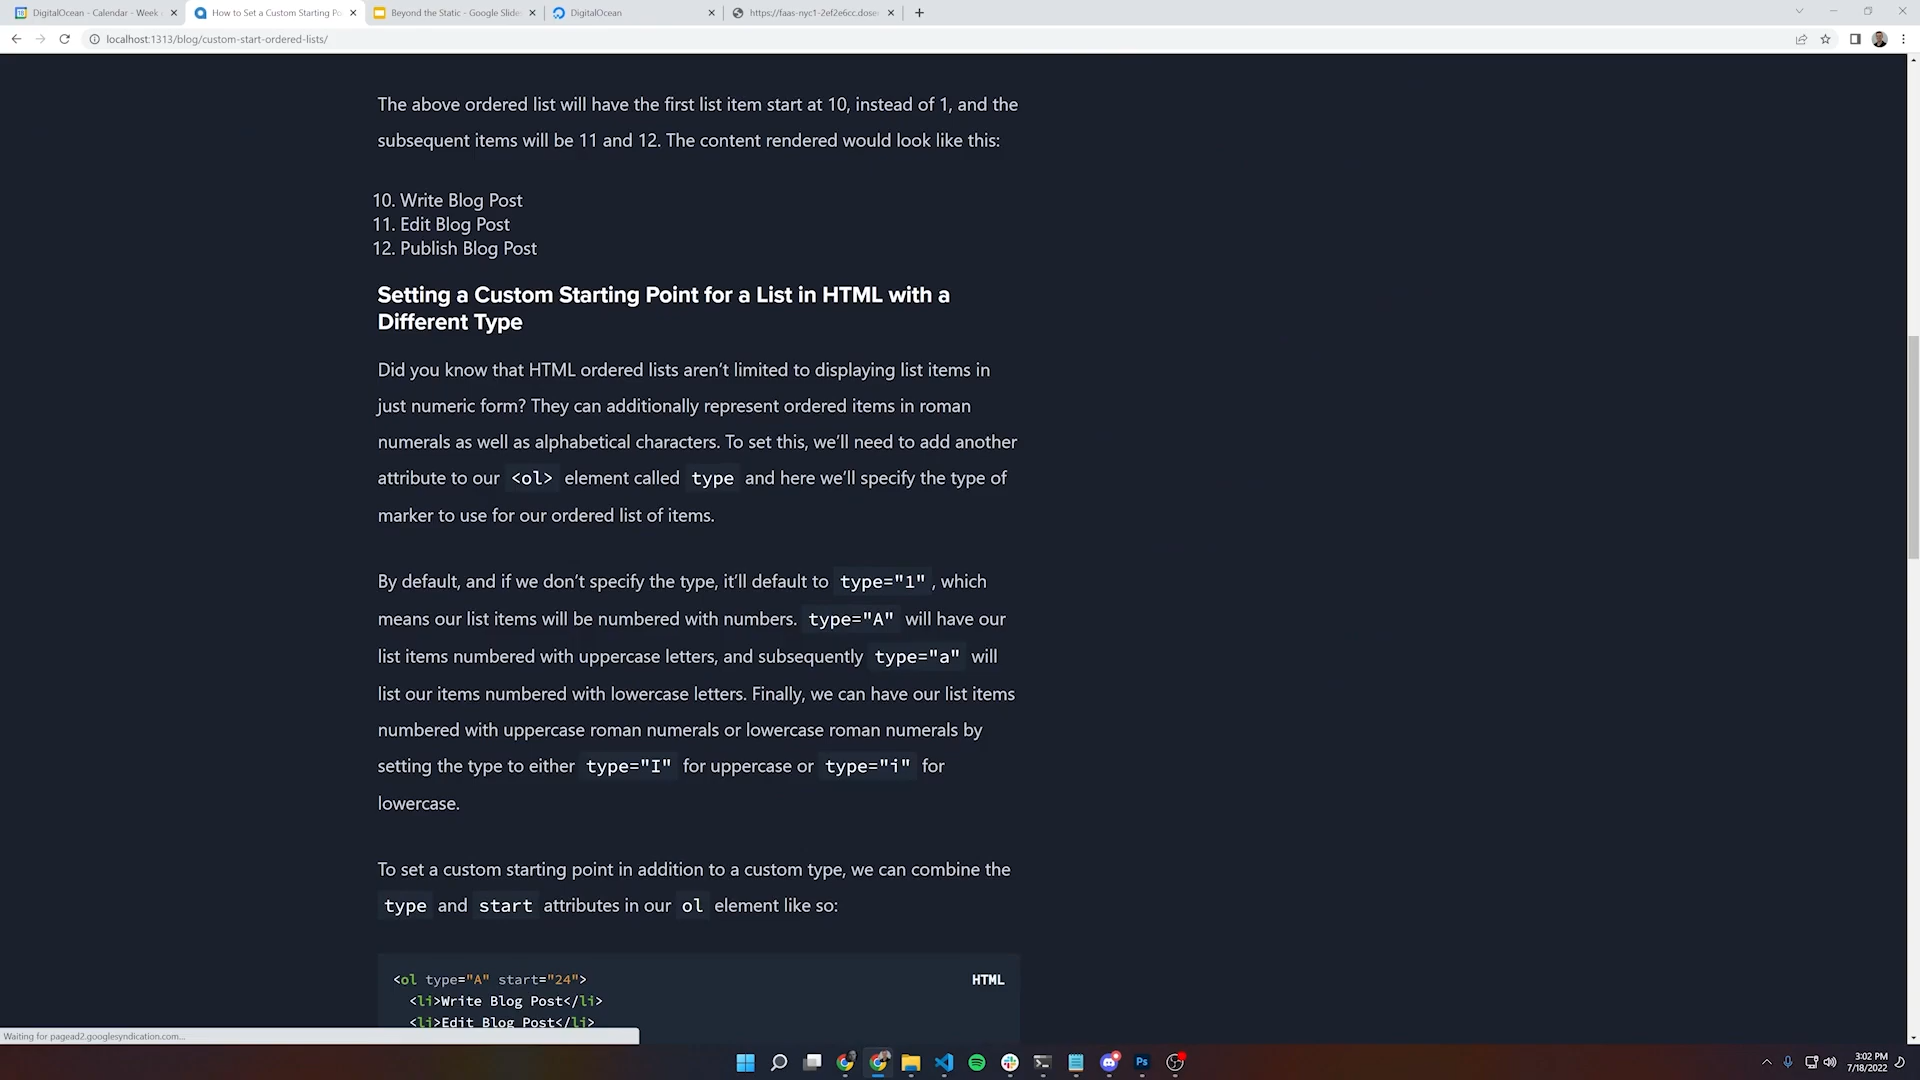 DigitalOcean - Calendar - Week
How to Set a Custom Starting Po
Beyond the Static - Google Slide
DigitalOcean
https://faas-nyc1-2ef2e6cc.dose
localhost:1313/blog/custom-start-ordered-lists/
The above ordered list will have the first list item start at 10, instead of 1, and the
subsequent items will be 11 and 12. The content rendered would look like this:
10. Write Blog Post
11. Edit Blog Post
12. Publish Blog Post
Setting a Custom Starting Point for a List in HTML with a
Different Type
Did you know that HTML ordered lists aren’t limited to displaying list items in
just numeric form? They can additionally represent ordered items in roman
numerals as well as alphabetical characters. To set this, we’ll need to add another
attribute to our <ol> element called type and here we’ll specify the type of
marker to use for our ordered list of items.
By default, and if we don’t specify the type, it’ll default to type="1", which
means our list items will be numbered with numbers. type="A" will have our
list items numbered with uppercase letters, and subsequently type="a" will
list our items numbered with lowercase letters. Finally, we can have our list items
numbered with uppercase roman numerals or lowercase roman numerals by
setting the type to either type="I" for uppercase or type="i" for
lowercase.
To set a custom starting point in addition to a custom type, we can combine the
type and start attributes in our ol element like so:
<ol type="A" start="24">
HTML
<li>Write Blog Post</li>
<li>Edit Blog Post</li>
Waiting for pagead2.googlesyndication.com...
Ps
3:02 PM
7/18/2022